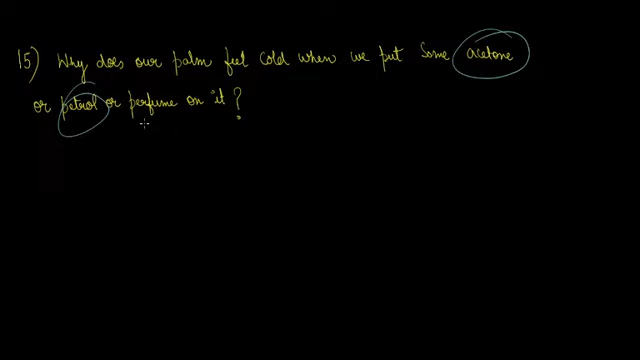 15) Why does our palm feel cold when we put some acetone
or petrol or perfume on it?